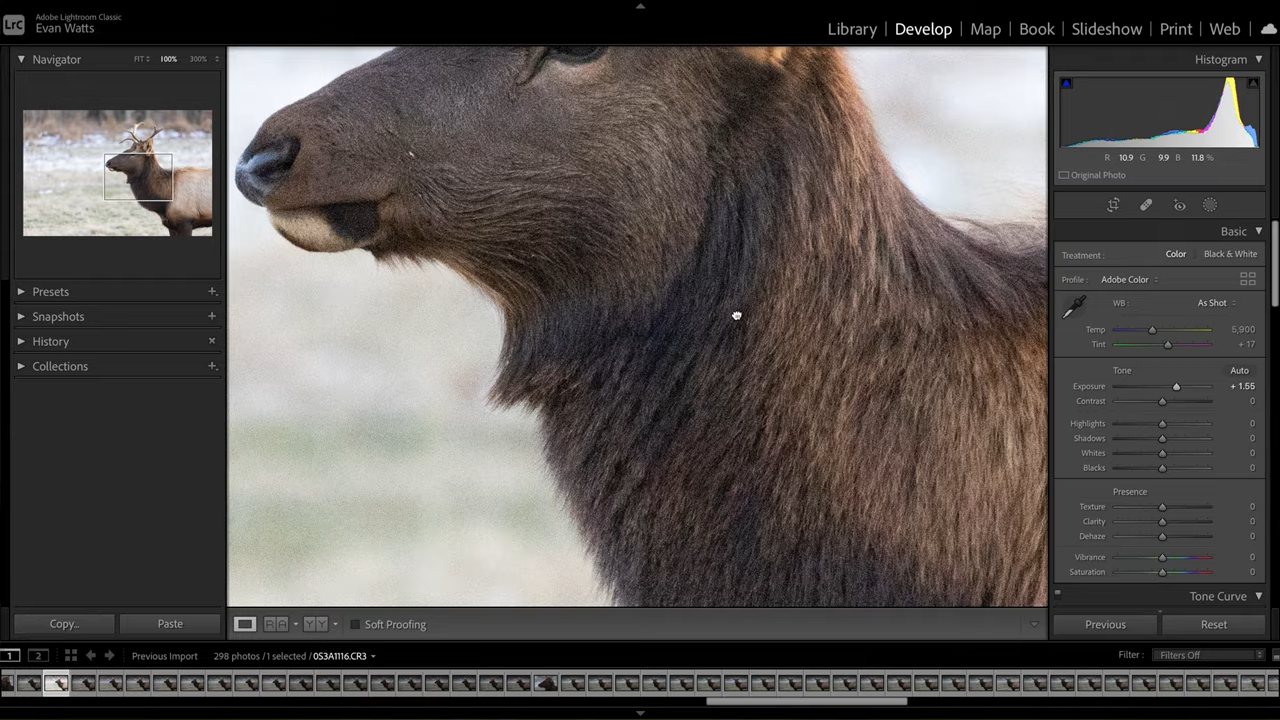 Adobe Lightroom Classic
LrC
Evan Watts
Library | Develop | Map | Book | Slideshow | Print | Web
Navigator FIT 100% 300%
Histogram
R 10.9 G 9.9 B 11.8 %
Original Photo
Basic
Treatment: Color Black & White
Profile: Adobe Color
WB: As Shot
Temp 5,900
Tint + 17
Tone Auto
Exposure + 1.55
Contrast 0
Highlights 0
Shadows 0
Whites 0
Blacks 0
Presence
Texture 0
Clarity 0
Dehaze 0
Vibrance 0
Saturation 0
Tone Curve
Presets
Snapshots
History
Collections
Copy... Paste
R A Y Y Soft Proofing
Previous Reset
1 2 Previous Import 298 photos / 1 selected / 0S3A1116.CR3 Filter: Filters Off